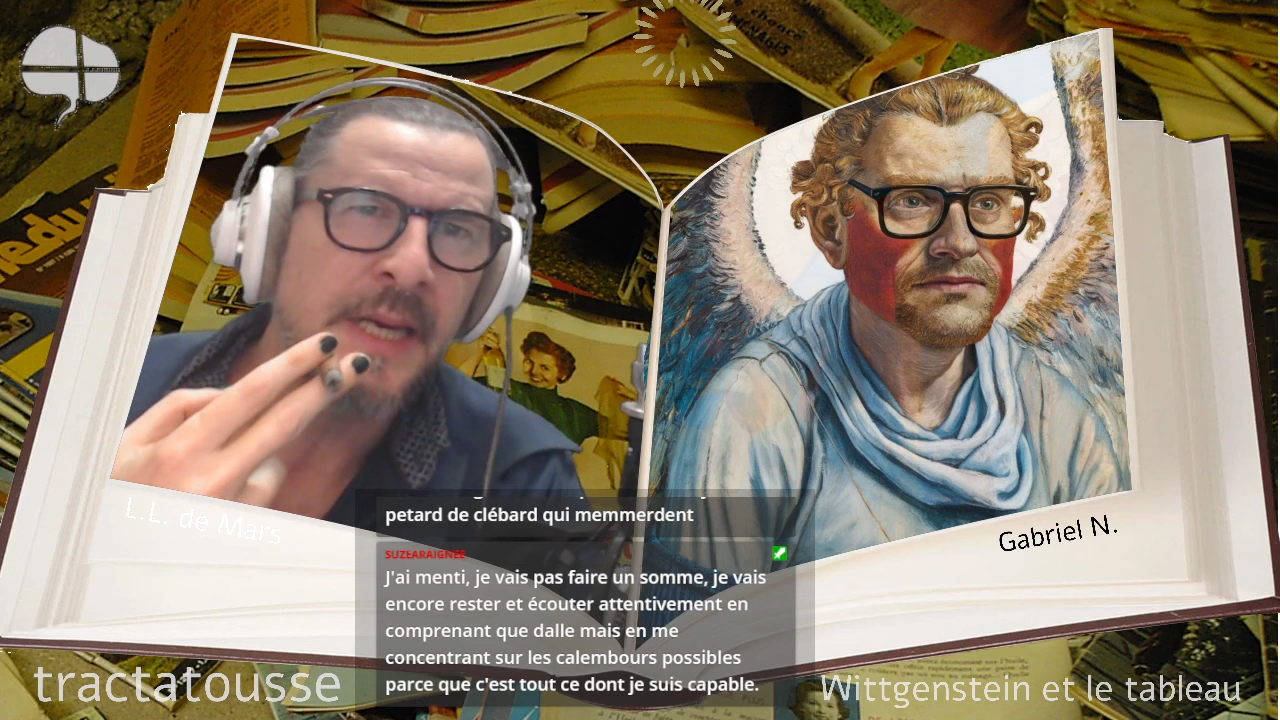 L.L. de Mars
Gabriel N.
petard de clébard qui memmerdent
SUZEARAIGNEE
J'ai menti, je vais pas faire un somme, je vais
encore rester et écouter attentivement en
comprenant que dalle mais en me
concentrant sur les calembours possibles
parce que c'est tout ce dont je suis capable.
tractatousse
Wittgenstein et le tableau